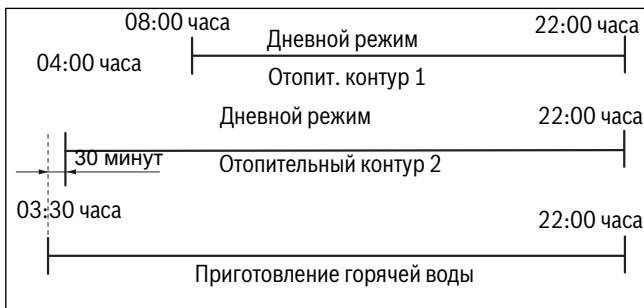 08:00 часа
22:00 часа
Дневной режим
04:00 часа
Отопит. контур 1
Дневной режим
22:00 часа
30 минут
Отопительный контур 2
03:30 часа
22:00 часа
Приготовление горячей воды